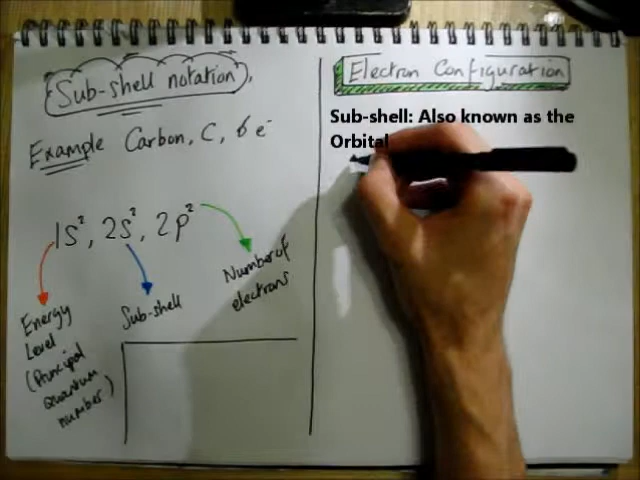 Sub-shell notation,
Example Carbon, C, 6 e⁻
1s², 2s², 2p²
Energy
Level
(Principal
quantum
number)
Sub-shell
Number of
electrons
Electron Configuration
Sub-shell: Also known as the
Orbital